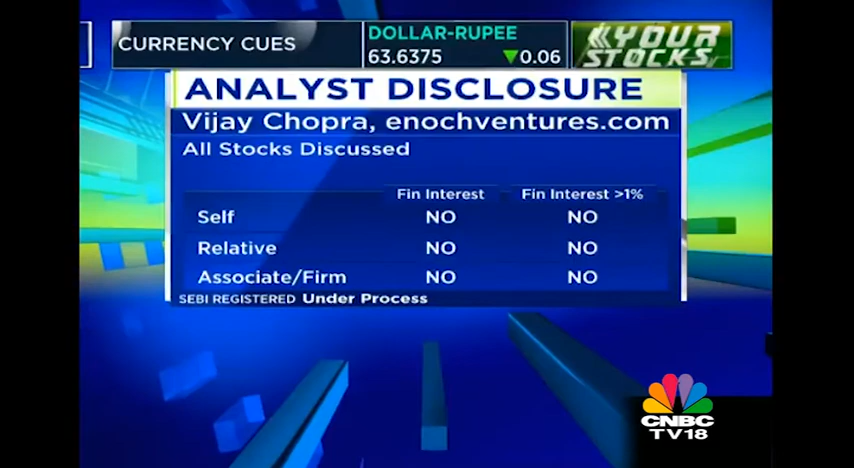 CURRENCY CUES
DOLLAR-RUPEE
63.6375 ▼0.06
YOUR
STOCKS
ANALYST DISCLOSURE
Vijay Chopra, enochventures.com
All Stocks Discussed
Fin Interest Fin Interest >1%
Self NO NO
Relative NO NO
Associate/Firm NO NO
SEBI REGISTERED Under Process
CNBC
TV18